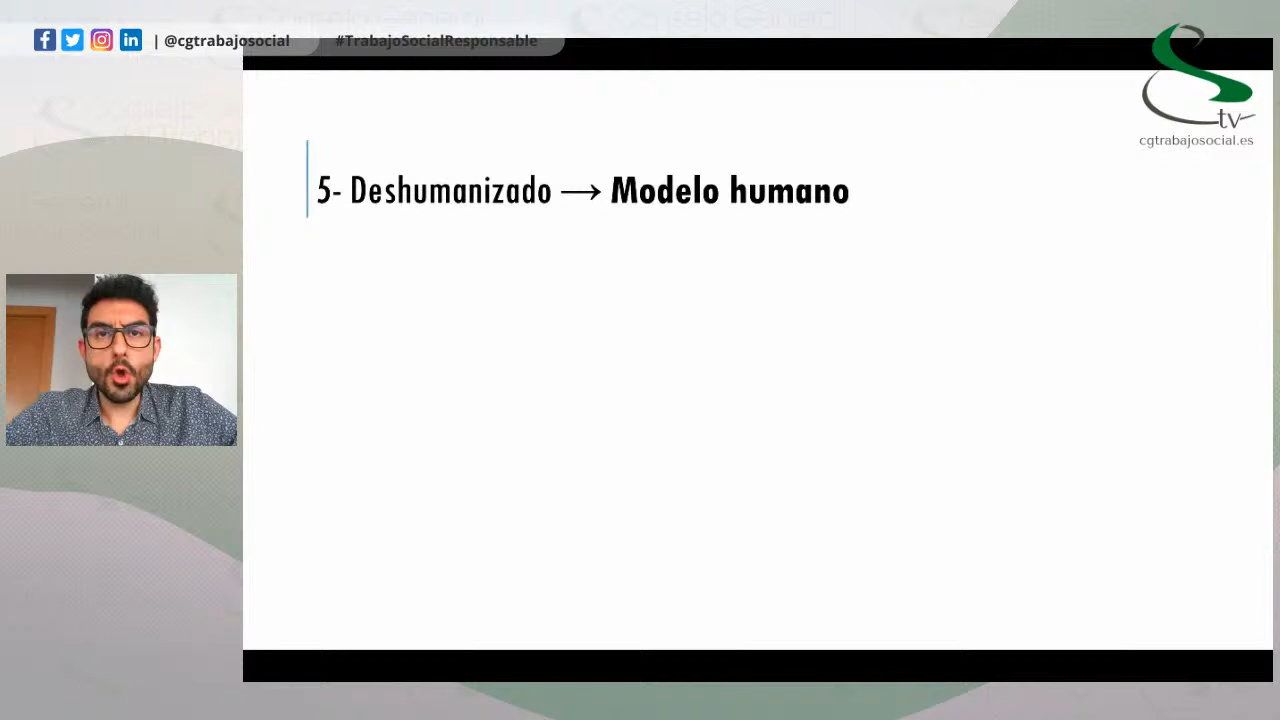 | @cgtrabajosocial
#TrabajoSocialResponsable
tv
cgtrabajosocial.es
5- Deshumanizado → Modelo humano